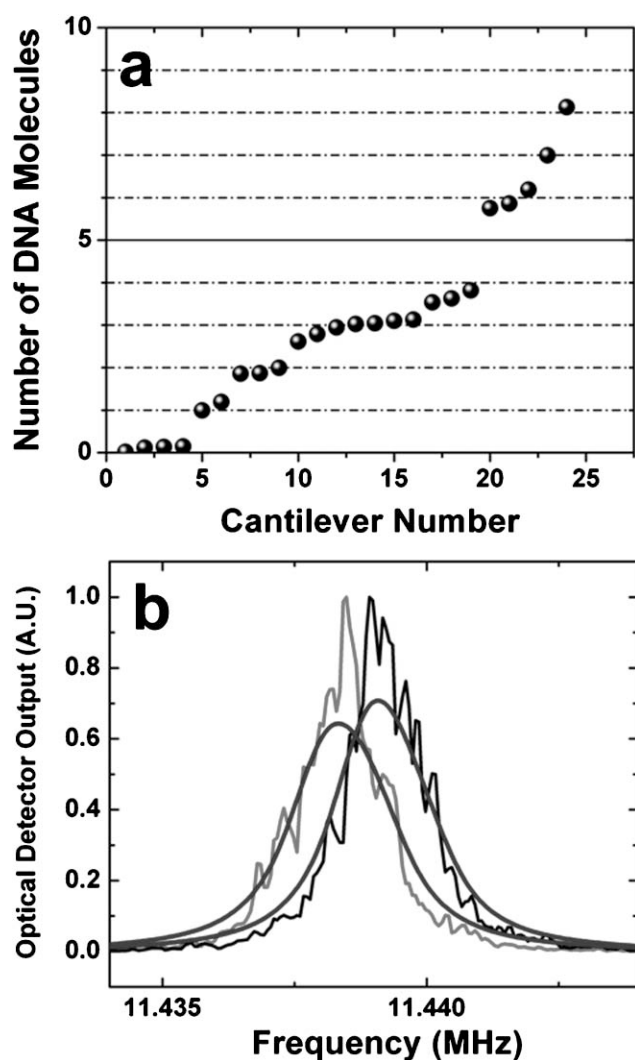 a
Number of DNA Molecules
10
5
0
0 5 10 15 20 25
Cantilever Number
b
Optical Detector Output (A.U.)
1.0
0.8
0.6
0.4
0.2
0.0
11.435 11.440
Frequency (MHz)